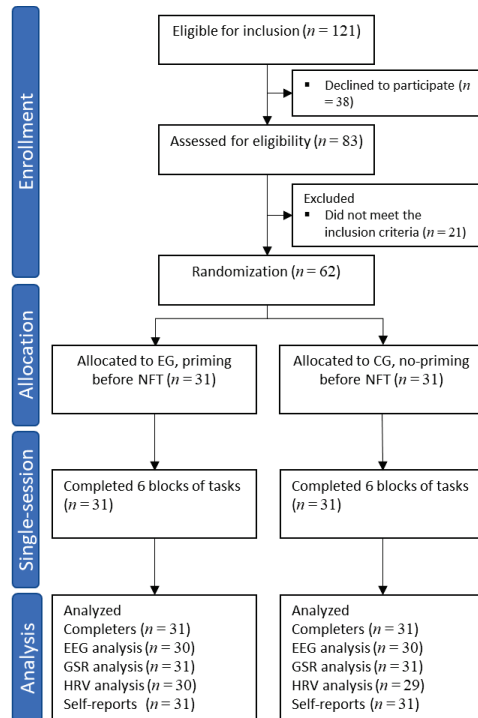 Enrollment
Eligible for inclusion (n = 121)
▪ Declined to participate (n
= 38)
Assessed for eligibility (n = 83)
Excluded
▪ Did not meet the
inclusion criteria (n = 21)
Randomization (n = 62)
Allocation
Allocated to EG, priming
before NFT (n = 31)
Allocated to CG, no-priming
before NFT (n = 31)
Single-session
Completed 6 blocks of tasks
(n = 31)
Completed 6 blocks of tasks
(n = 31)
Analysis
Analyzed
Completers (n = 31)
EEG analysis (n = 30)
GSR analysis (n = 31)
HRV analysis (n = 30)
Self-reports (n = 31)
Analyzed
Completers (n = 31)
EEG analysis (n = 30)
GSR analysis (n = 31)
HRV analysis (n = 29)
Self-reports (n = 31)